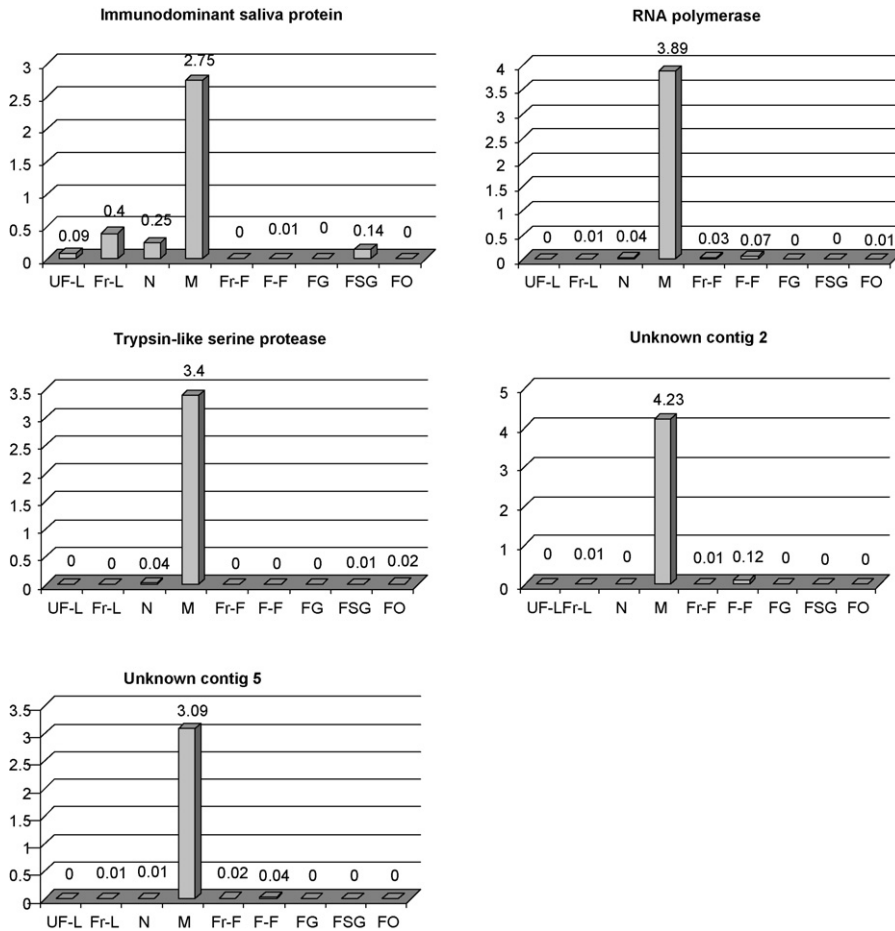 Immunodominant saliva protein
3
2.5
2
1.5
1
0.5
0
0.09 0.4 0.25 2.75 0 0.01 0 0.14 0
UF-L Fr-L N M Fr-F F-F FG FSG FO
RNA polymerase
4
3.5
3
2.5
2
1.5
1
0.5
0
0 0.01 0.04 3.89 0.03 0.07 0 0 0.01
UF-L Fr-L N M Fr-F F-F FG FSG FO
Trypsin-like serine protease
3.5
3
2.5
2
1.5
1
0.5
0
0 0 0.04 3.4 0 0 0 0.01 0.02
UF-L Fr-L N M Fr-F F-F FG FSG FO
Unknown contig 2
5
4
3
2
1
0
0 0.01 0 4.23 0.01 0.12 0 0 0
UF-L Fr-L N M Fr-F F-F FG FSG FO
Unknown contig 5
3.5
3
2.5
2
1.5
1
0.5
0
0 0.01 0.01 3.09 0.02 0.04 0 0 0
UF-L Fr-L N M Fr-F F-F FG FSG FO